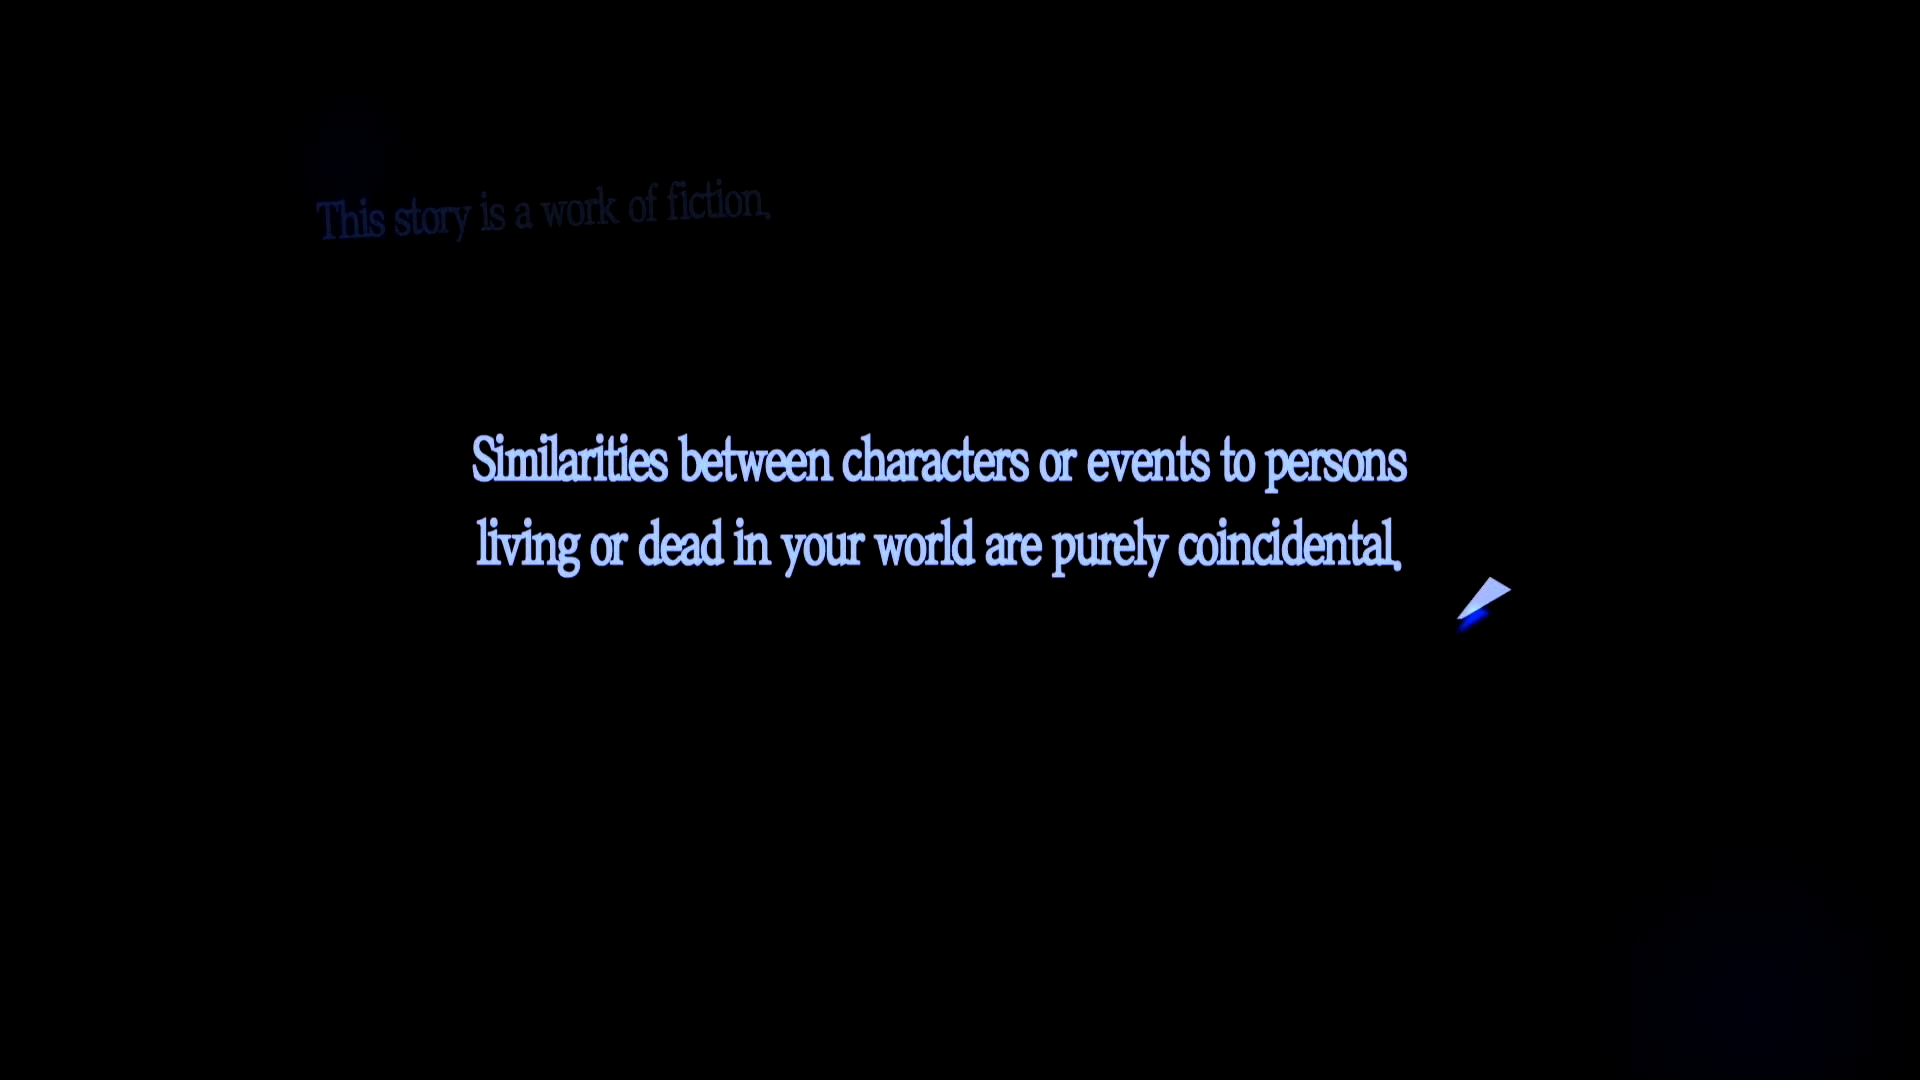 This story is a work of fiction.
Similarities between characters or events to persons
living or dead in your world are purely coincidental.